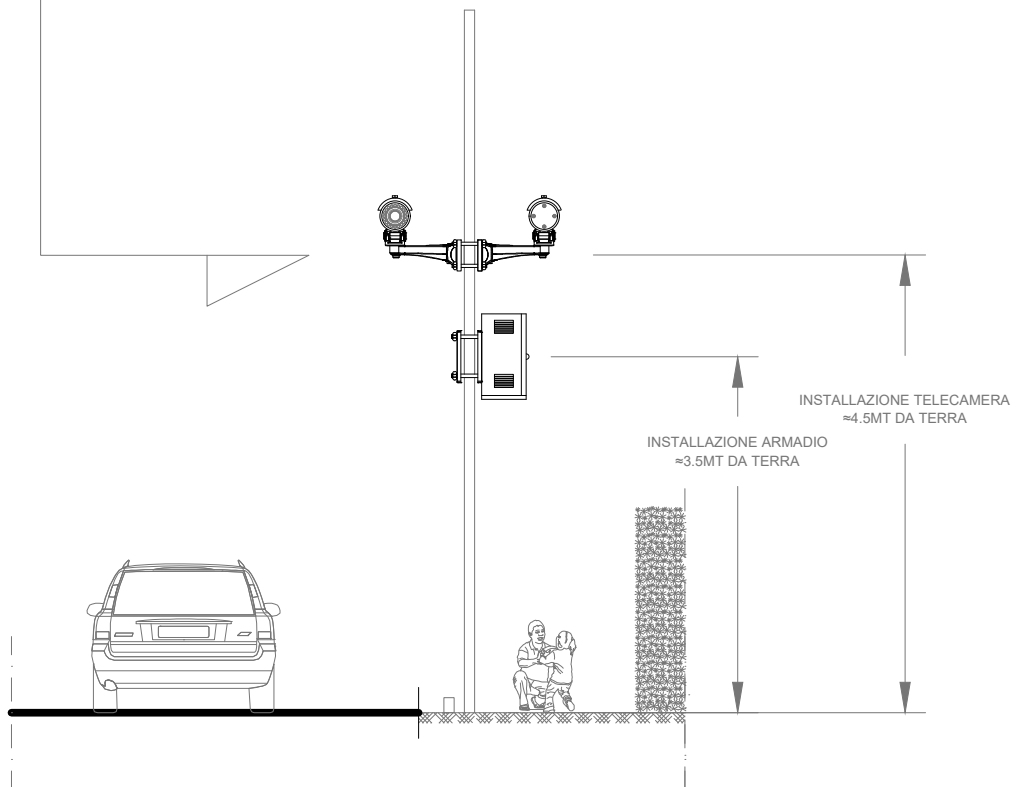 INSTALLAZIONE TELECAMERA
≈4.5MT DA TERRA
INSTALLAZIONE ARMADIO
≈3.5MT DA TERRA